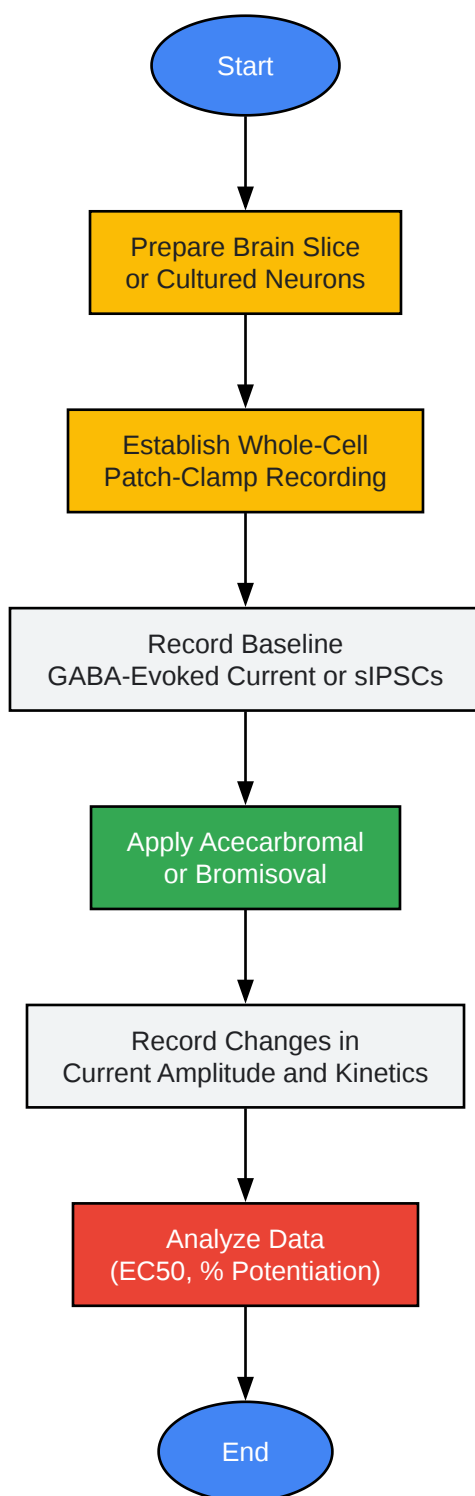 Start
Prepare Brain Slice
or Cultured Neurons
Establish Whole-Cell
Patch-Clamp Recording
Record Baseline
GABA-Evoked Current or sIPSCs
Apply Acecarbromal
or Bromisoval
Record Changes in
Current Amplitude and Kinetics
Analyze Data
(EC50, % Potentiation)
End